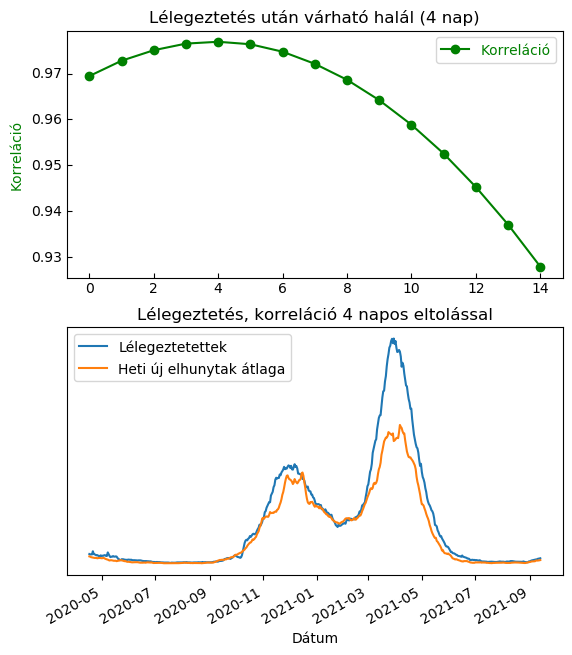 Lélegeztetés után várható halál (4 nap)
Korreláció
Korreláció
0.97
0.96
0.95
0.94
0.93
0 2 4 6 8 10 12 14
Lélegeztetés, korreláció 4 napos eltolással
Lélegeztetettek
Heti új elhunytak átlaga
2020-05 2020-07 2020-09 2020-11 2021-01 2021-03 2021-05 2021-07 2021-09
Dátum